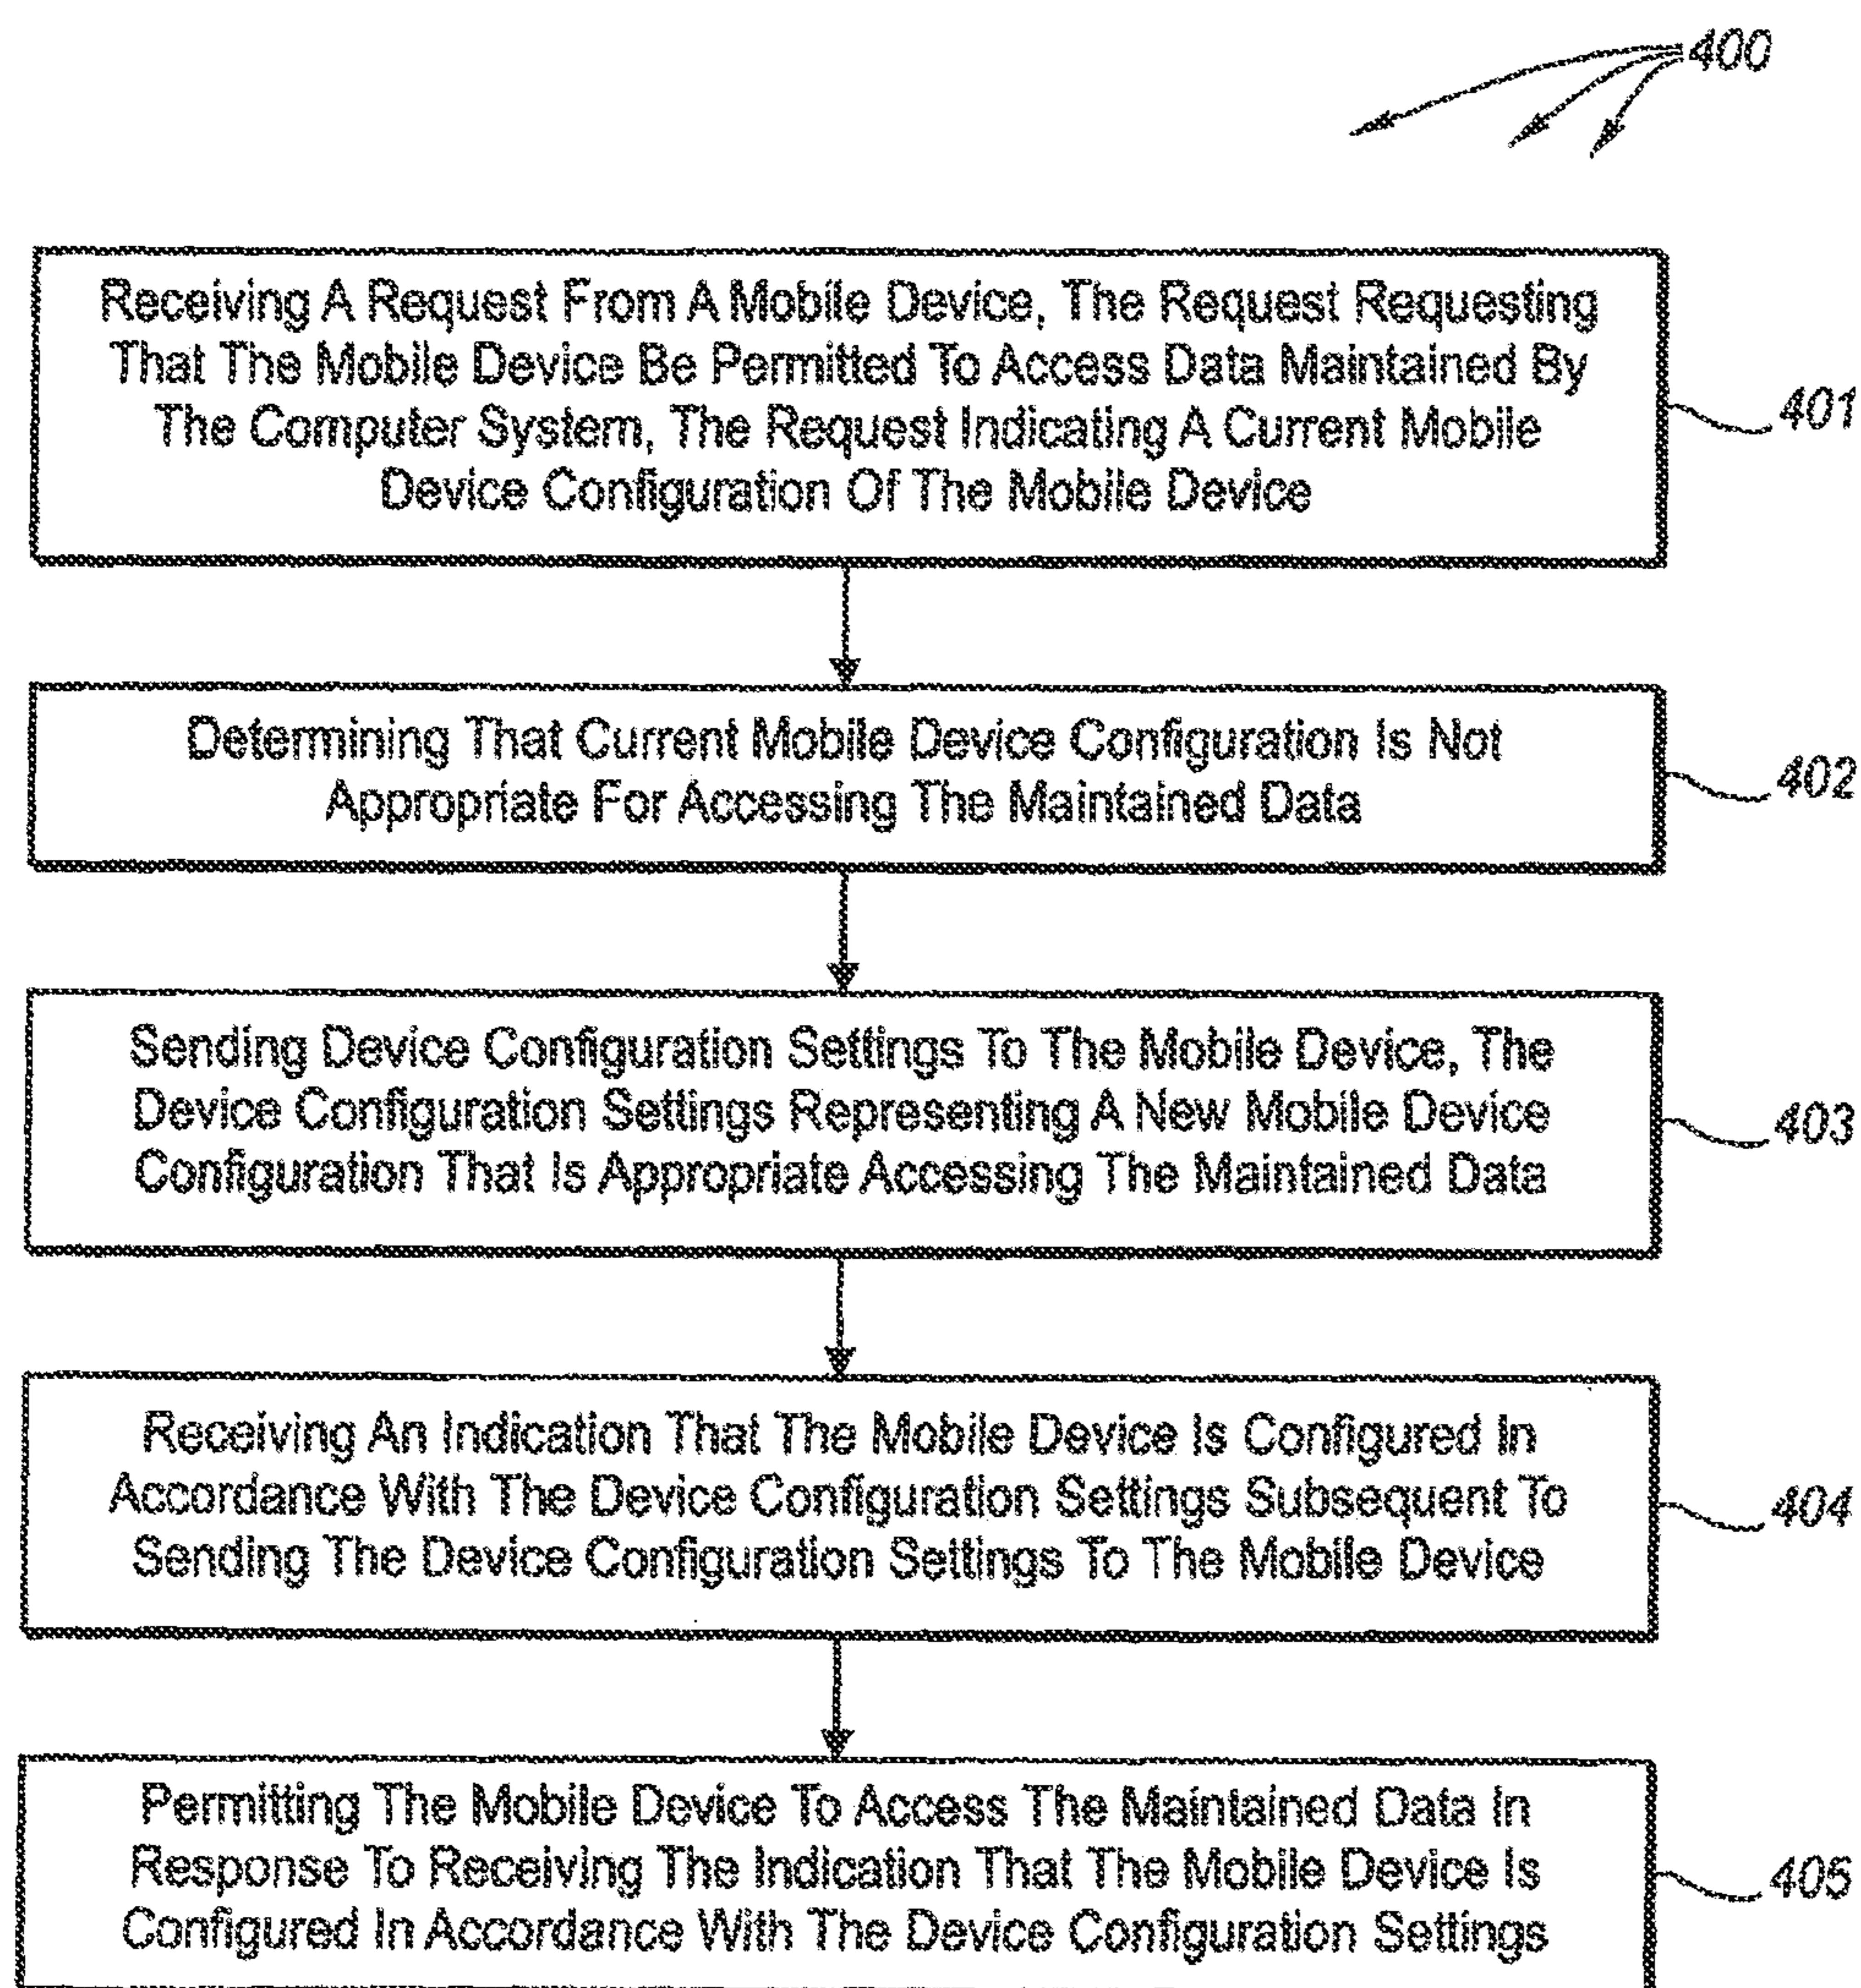 400
Receiving A Request From A Mobile Device, The Request Requesting
That The Mobile Device Be Permitted To Access Data Maintained By
The Computer System, The Request Indicating A Current Mobile
Device Configuration Of The Mobile Device
401
Determining That Current Mobile Device Configuration Is Not
Appropriate For Accessing The Maintained Data
402
Sending Device Configuration Settings To The Mobile Device, The
Device Configuration Settings Representing A New Mobile Device
Configuration That Is Appropriate Accessing The Maintained Data
403
Receiving An Indication That The Mobile Device Is Configured In
Accordance With The Device Configuration Settings Subsequent To
Sending The Device Configuration Settings To The Mobile Device
404
Permitting The Mobile Device To Access The Maintained Data In
Response To Receiving The Indication That The Mobile Device Is
Configured In Accordance With The Device Configuration Settings
405